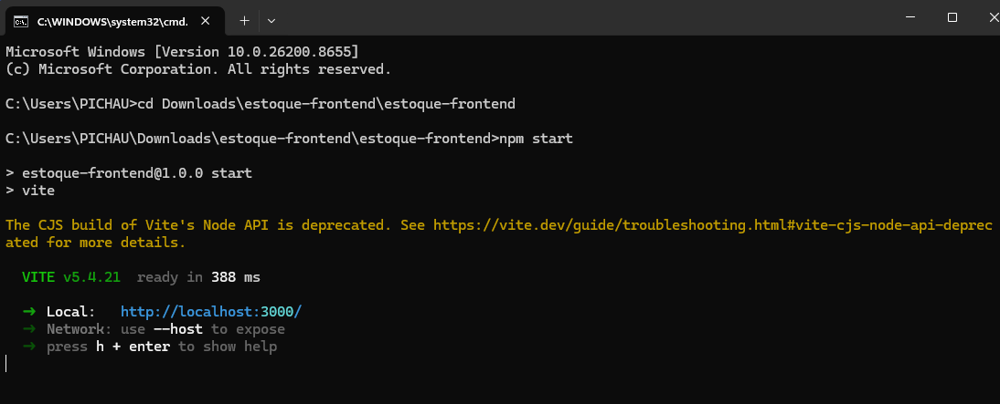 C:\WINDOWS\system32\cmd.
Microsoft Windows [Version 10.0.26200.8655]
(c) Microsoft Corporation. All rights reserved.
C:\Users\PICHAU>cd Downloads\estoque-frontend\estoque-frontend
C:\Users\PICHAU\Downloads\estoque-frontend\estoque-frontend>npm start
> estoque-frontend@1.0.0 start
> vite
The CJS build of Vite's Node API is deprecated. See https://vite.dev/guide/troubleshooting.html#vite-cjs-node-api-deprec
ated for more details.
VITE v5.4.21  ready in 388 ms
➜ Local:   http://localhost:3000/
➜ Network: use --host to expose
➜ press h + enter to show help